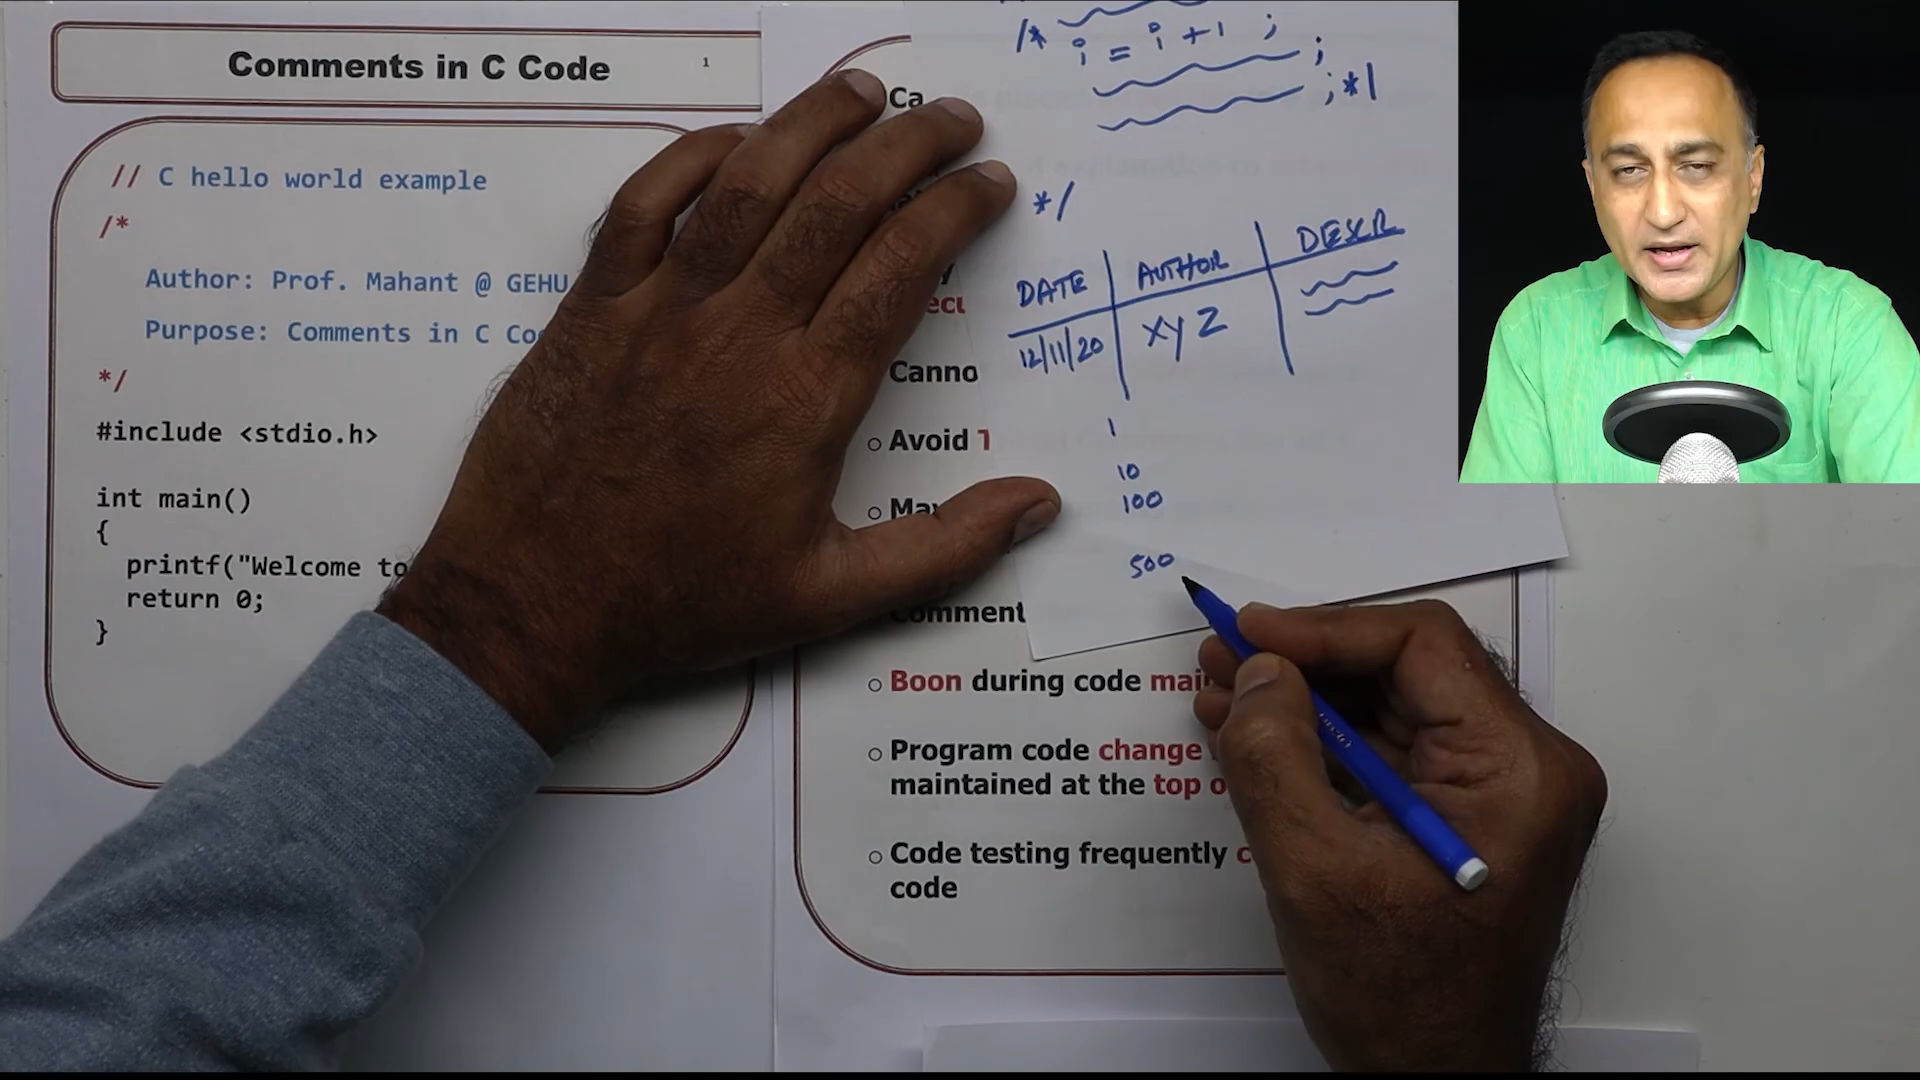 Comments in C Code
1
// C hello world example
/*
Author: Prof. Mahant @ GEHU
Purpose: Comments in C Co
*/
#include <stdio.h>
int main()
{
printf("Welcome to
return 0;
}
/*
i = i + 1 ;
;
; */
*/
DATE AUTHOR DESCR
12/11/20 XYZ
1
10
100
500
Ca
Canno
Avoid T
Comment
Boon during code main
Program code change
maintained at the top o
Code testing frequently c
code